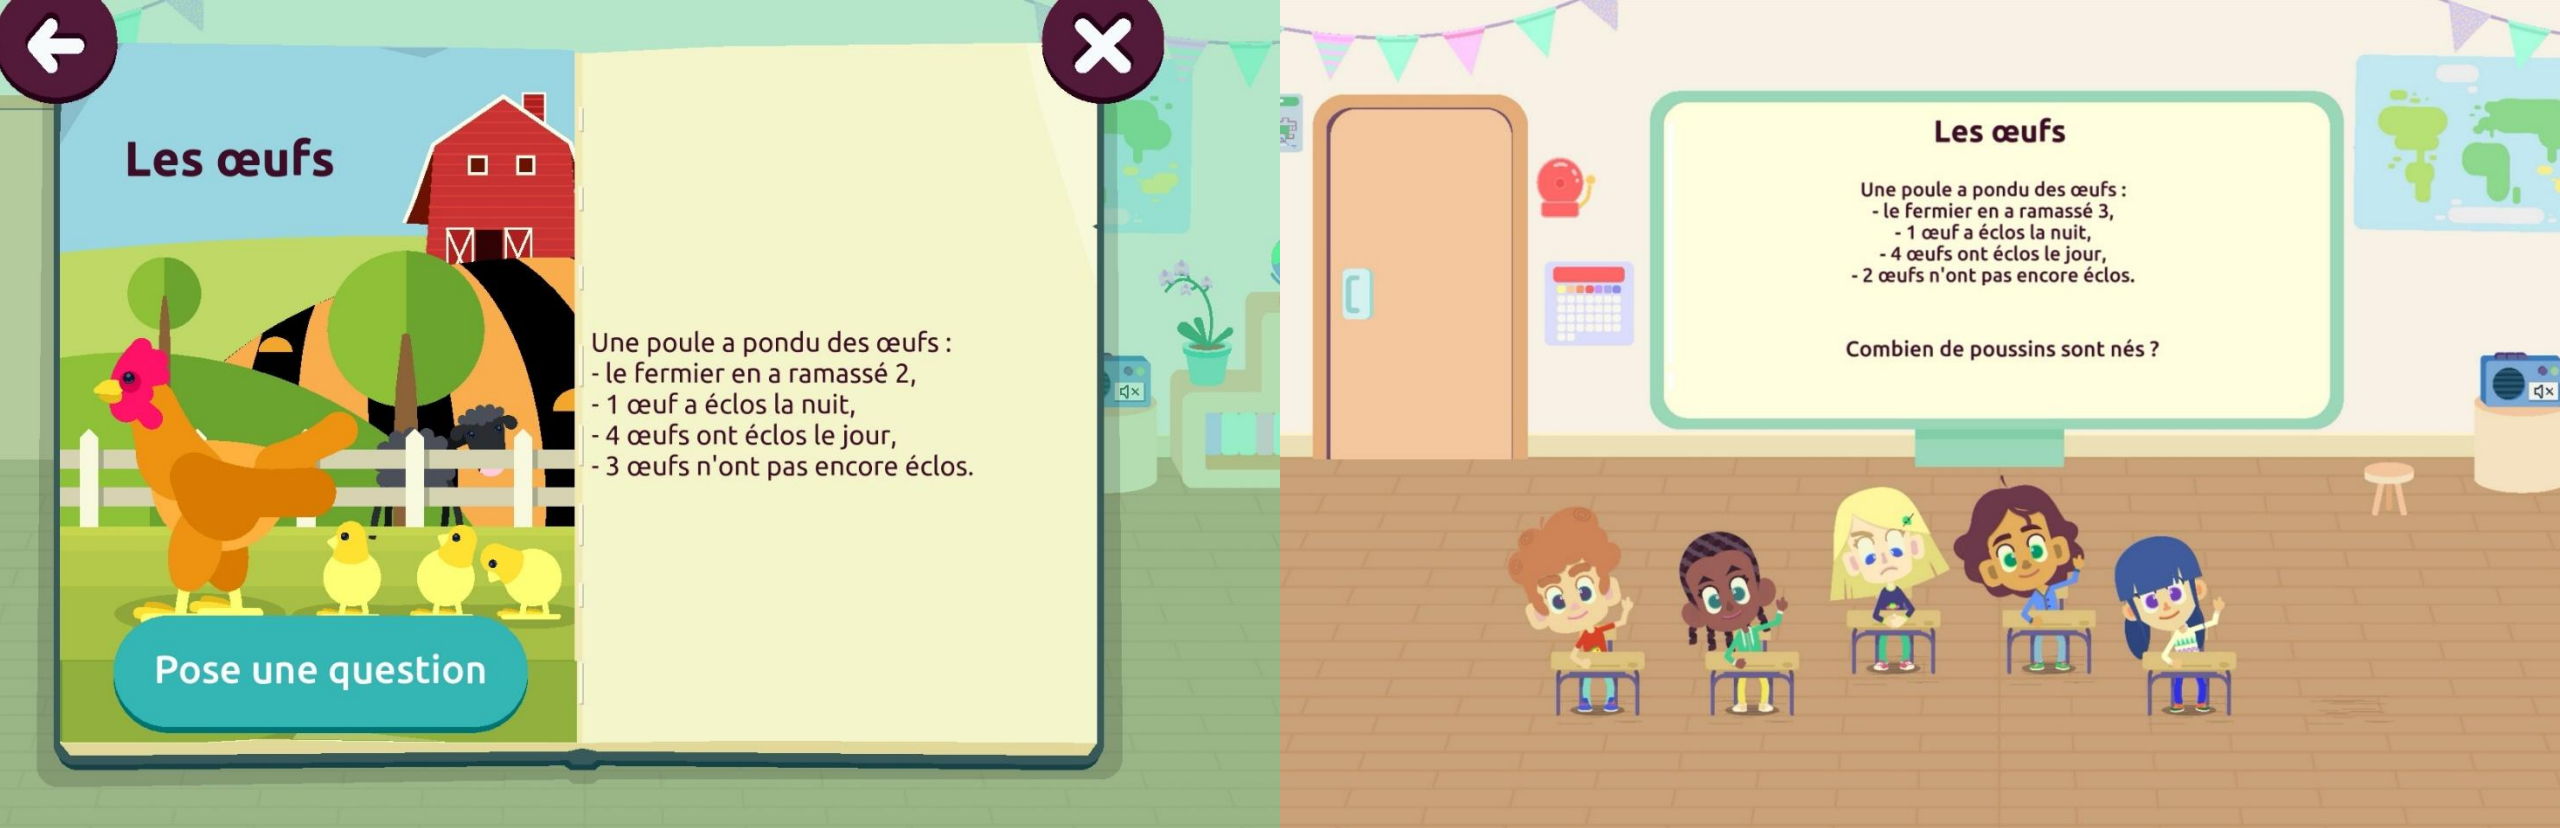 Les œufs
Une poule a pondu des œufs :
- le fermier en a ramassé 2,
- 1 œuf a éclos la nuit,
- 4 œufs ont éclos le jour,
- 3 œufs n'ont pas encore éclos.
Pose une question
Les œufs
Une poule a pondu des œufs :
- le fermier en a ramassé 3,
- 1 œuf a éclos la nuit,
- 4 œufs ont éclos le jour,
- 2 œufs n'ont pas encore éclos.
Combien de poussins sont nés ?